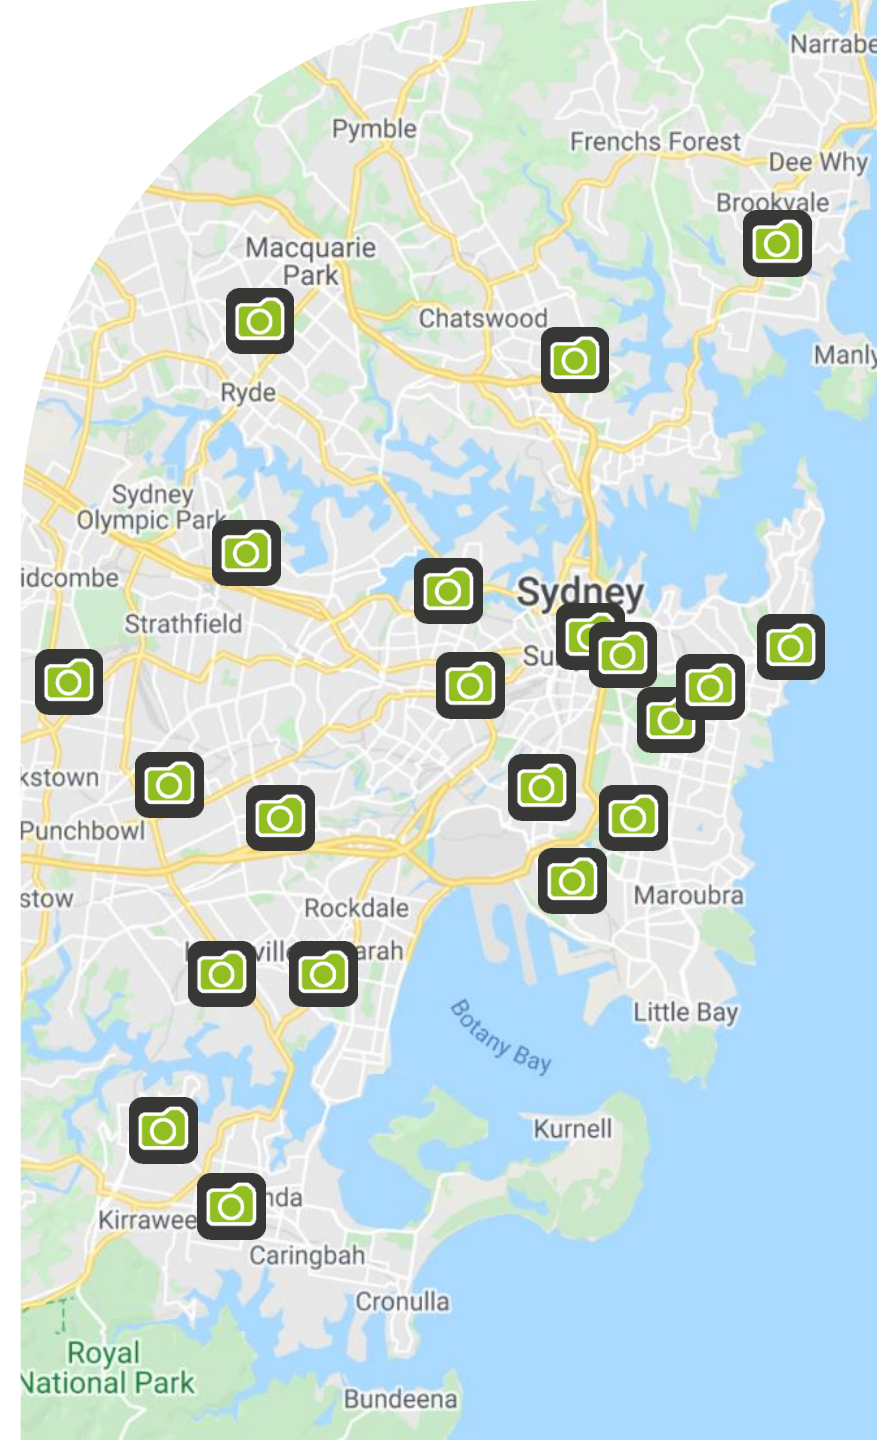 Narrabe
Pymble
Frenchs Forest
Dee Why
Brookvale
Macquarie
Park
Chatswood
Manly
Ryde
Sydney
Olympic Park
idcombe
Sydney
Strathfield
Su
kstown
Punchbowl
stow
Maroubra
Rockdale
ville
arah
Little Bay
Botany Bay
Kurnell
nda
Kirrawee
Caringbah
Cronulla
Royal
National Park
Bundeena